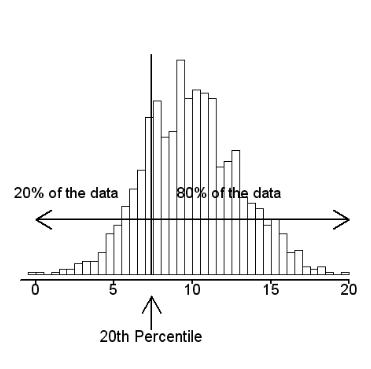 20% of the data 80% of the data
0 5 10 15 20
20th Percentile